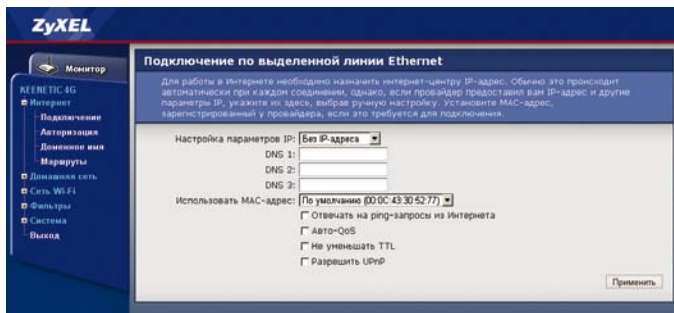 ZyXEL
Монитор
KEENETIC 4G
Интернет
Подключение
Авторизация
Доменное имя
Маршруты
Домашняя сеть
Сеть Wi-Fi
Фильтры
Система
Выход
Подключение по выделенной линии Ethernet
Для работы в Интернете необходимо назначить интернет-центру IP-адрес. Обычно это происходит
автоматически при каждом соединении, однако, если провайдер предоставил вам IP-адрес и другие
параметры IP, укажите их здесь, выбрав ручную настройку. Установите MAC-адрес,
зарегистрированный у провайдера, если это требуется для подключения.
Настройка параметров IP: Без IP-адреса
DNS 1:
DNS 2:
DNS 3:
Использовать MAC-адрес: По умолчанию (00:0C:43:30:52:77)
Отвечать на ping-запросы из Интернета
Авто-QoS
Не уменьшать TTL
Разрешить UPnP
Применить